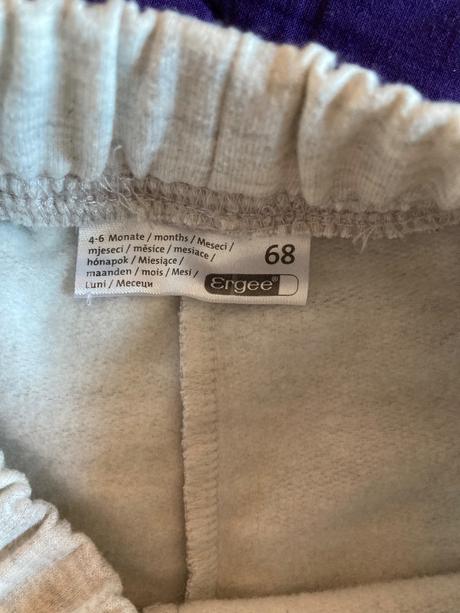 4-6 Monate / months / Meseci /
mjeseci / měsíce / mesiace /
hónapok / Miesiące /
maanden / mois / Mesi /
Luni / Месеци
68
Ergee®